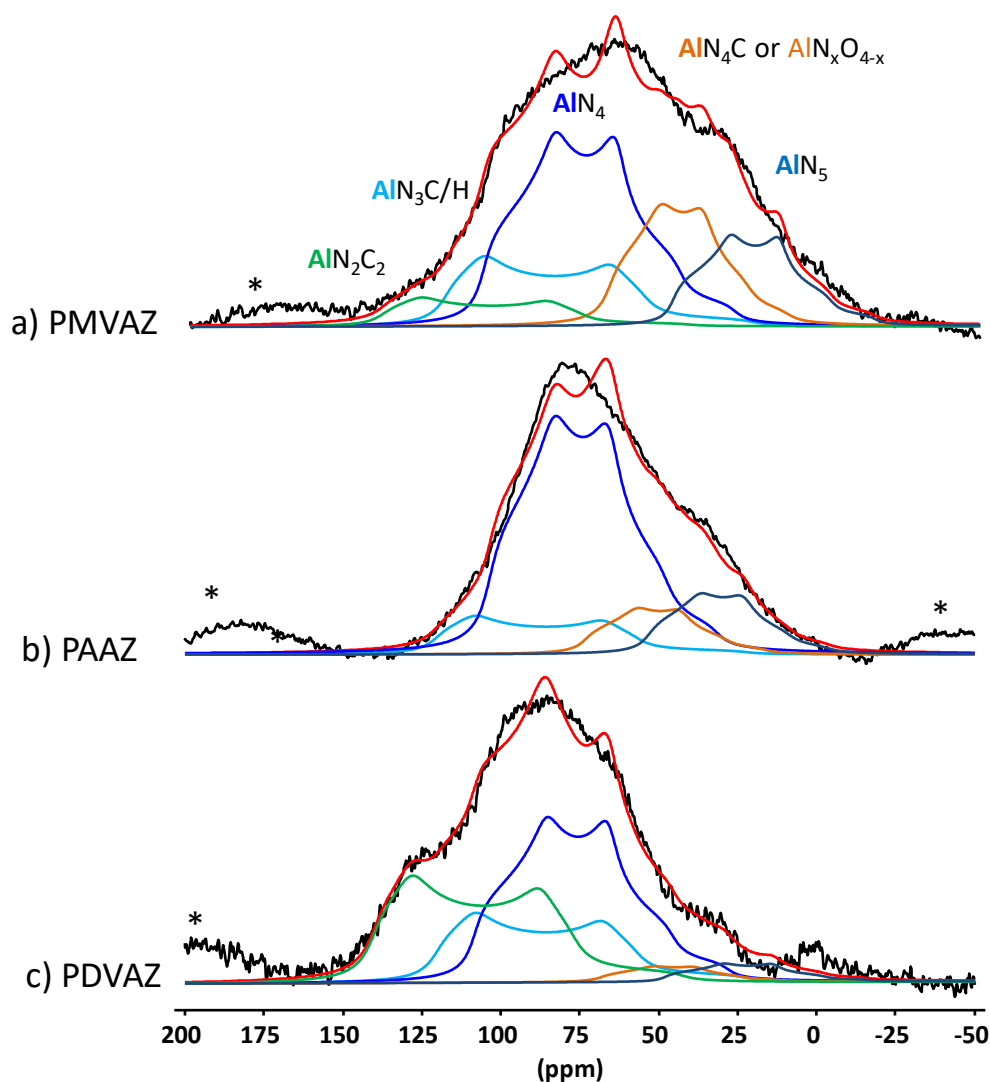 AlN₄C or AlNₓO₄₋ₓ
AlN₄
AlN₅
AlN₃C/H
AlN₂C₂
*
a) PMVAZ
*
*
*
b) PAAZ
*
c) PDVAZ
200 175 150 125 100 75 50 25 0 -25 -50
(ppm)